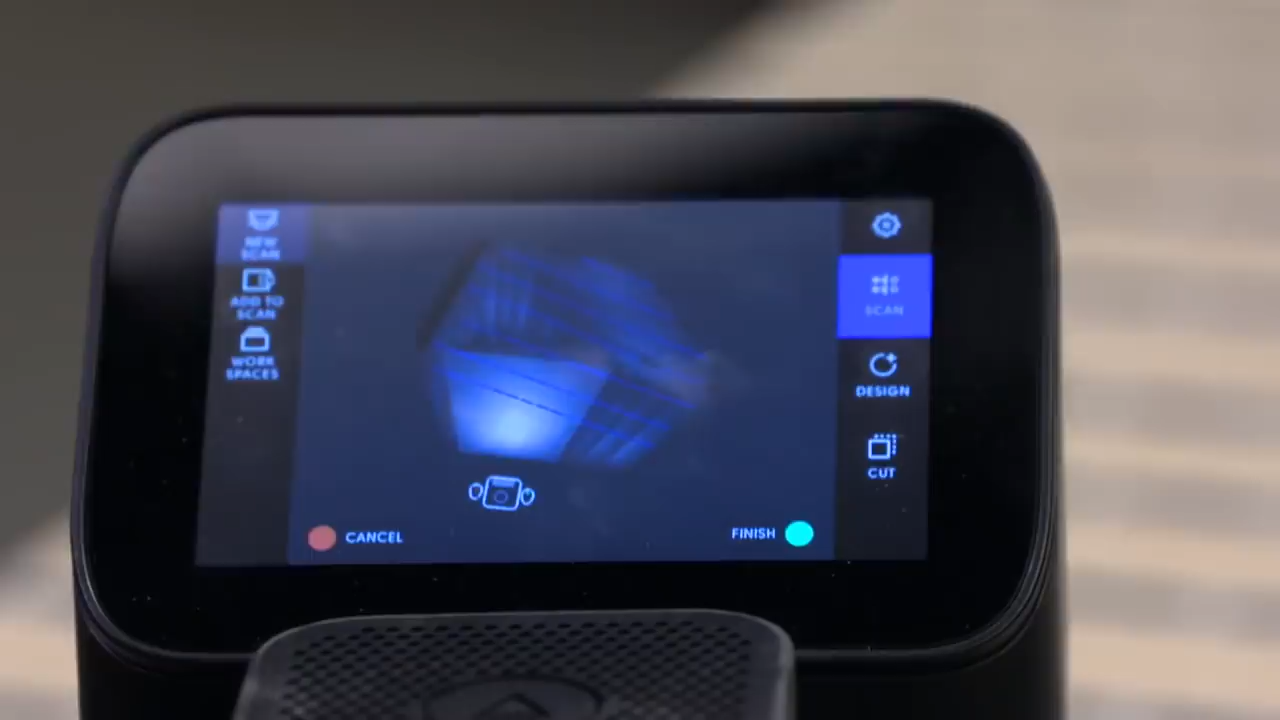 NEW
SCAN
ADD TO
SCAN
WORK
SPACES
SCAN
DESIGN
CUT
CANCEL
FINISH